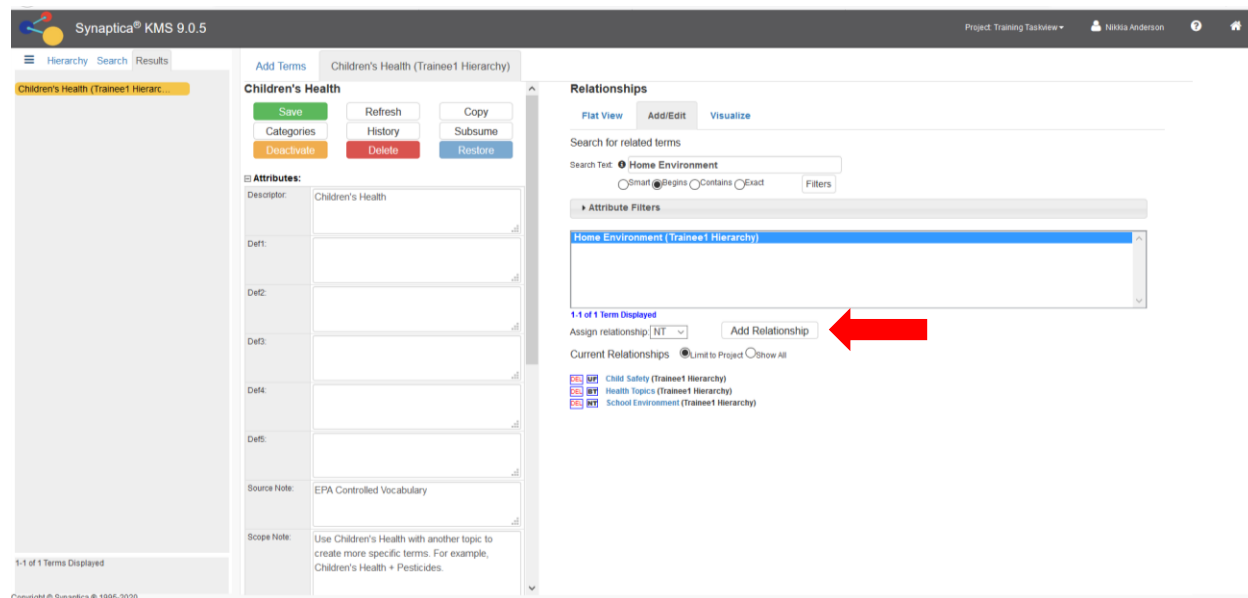 Synaptica® KMS 9.0.5
Project: Training Taskview
Nikkia Anderson
?
Hierarchy Search Results
Children's Health (Trainee1 Hierarc...
1-1 of 1 Terms Displayed
Add Terms
Children's Health (Trainee1 Hierarchy)
Children's Health
Save Refresh Copy
Categories History Subsume
Deactivate Delete Restore
Attributes:
Descriptor: Children's Health
Def1:
Def2:
Def3:
Def4:
Def5:
Source Note: EPA Controlled Vocabulary
Scope Note: Use Children's Health with another topic to
create more specific terms. For example,
Children's Health + Pesticides.
Relationships
Flat View Add/Edit Visualize
Search for related terms
Search Text: Home Environment
Smart Begins Contains Exact Filters
Attribute Filters
Home Environment (Trainee1 Hierarchy)
1-1 of 1 Term Displayed
Assign relationship: NT Add Relationship
Current Relationships Limit to Project Show All
DEL UF Child Safety (Trainee1 Hierarchy)
DEL BT Health Topics (Trainee1 Hierarchy)
DEL NT School Environment (Trainee1 Hierarchy)
Copyright © Synaptica ® 1995-2020